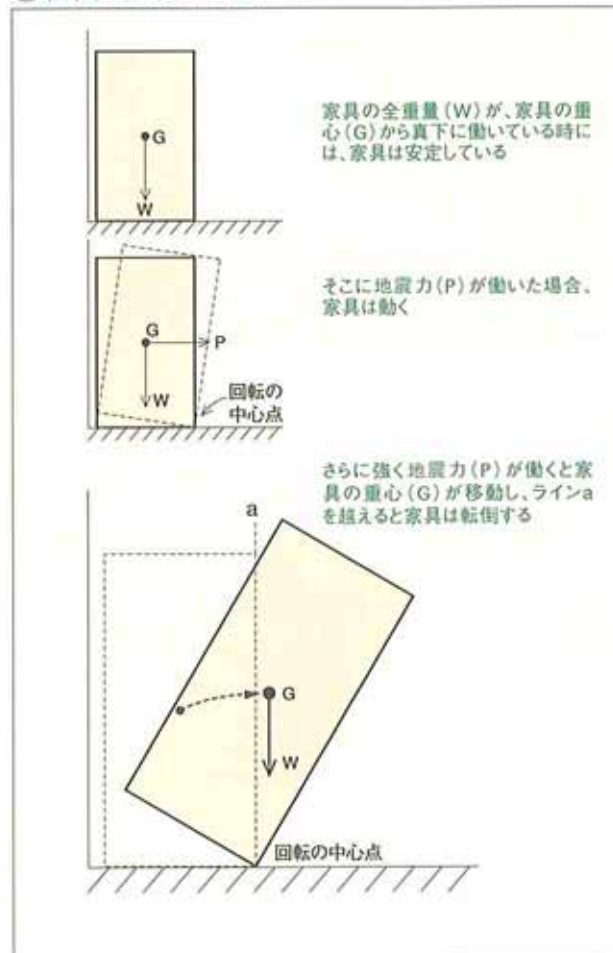 G
W
家具の全重量(W)が、家具の重
心(G)から真下に働いている時に
は、家具は安定している
G
P
W
回転の
中心点
そこに地震力(P)が働いた場合、
家具は動く
さらに強く地震力(P)が働くと家
具の重心(G)が移動し、ラインa
を越えると家具は転倒する
a
G
W
回転の中心点